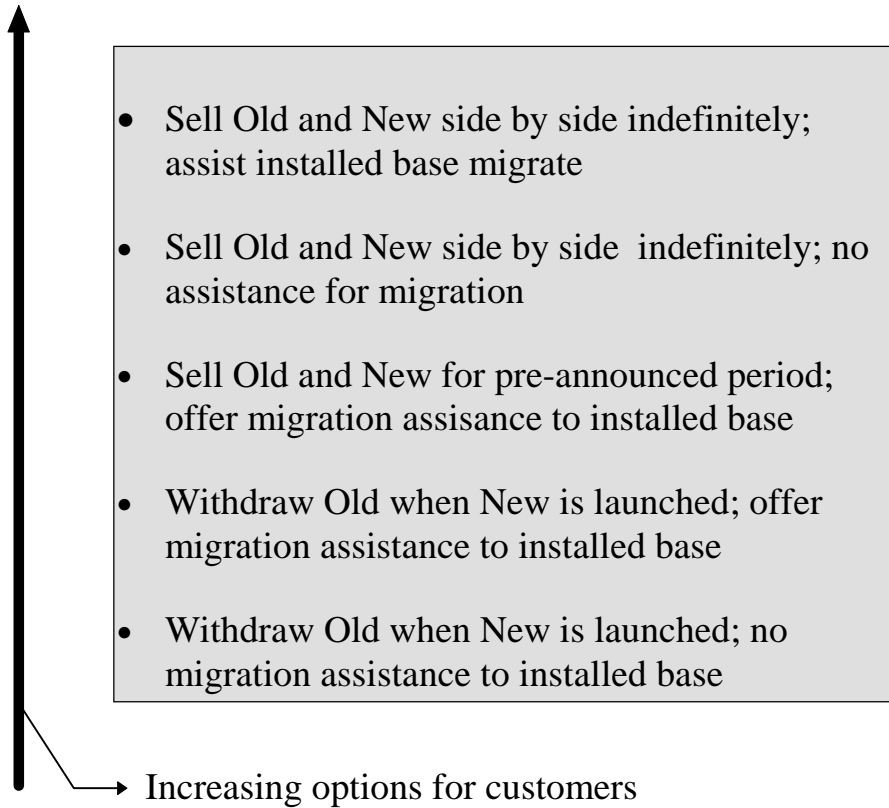 • Sell Old and New side by side indefinitely;
assist installed base migrate
• Sell Old and New side by side  indefinitely; no
assistance for migration
• Sell Old and New for pre-announced period;
offer migration assisance to installed base
• Withdraw Old when New is launched; offer
migration assistance to installed base
• Withdraw Old when New is launched; no
migration assistance to installed base
Increasing options for customers